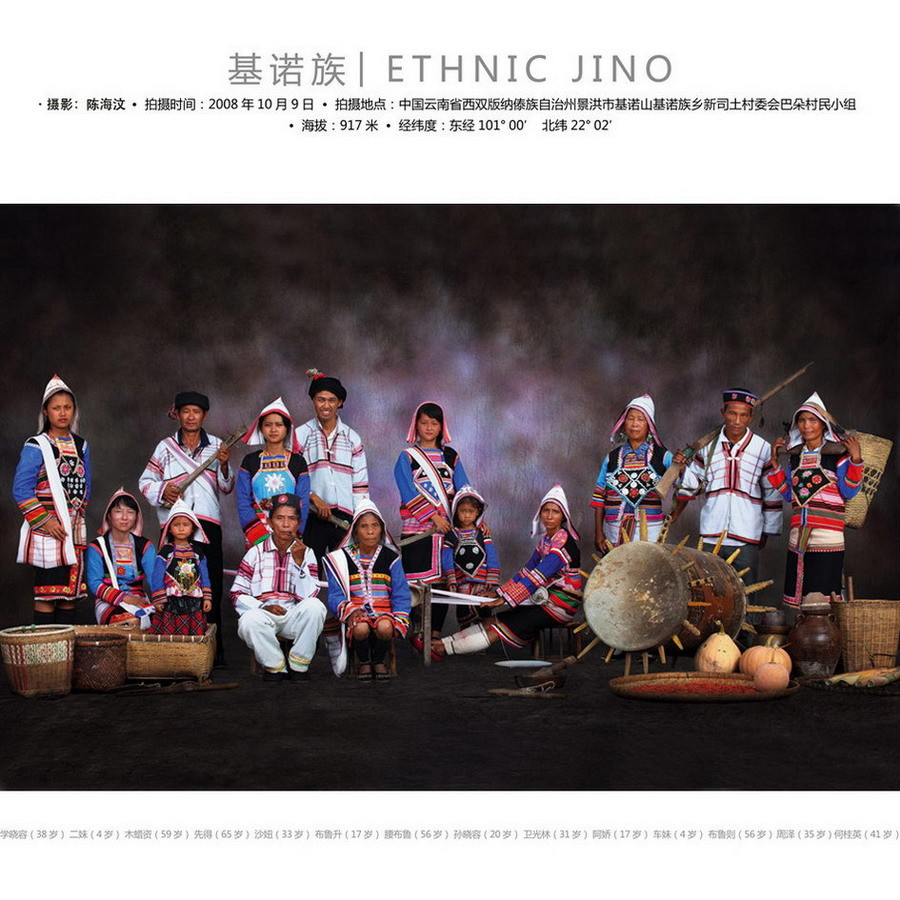 基诺族| ETHNIC JINO
· 摄影：陈海汶 • 拍摄时间：2008 年 10 月 9 日 • 拍摄地点：中国云南省西双版纳傣族自治州景洪市基诺山基诺族乡新司土村委会巴朵村民小组
• 海拔：917 米 • 经纬度：东经 101° 00′ 北纬 22° 02′
学晓容（38 岁） 二妹（4 岁） 木蜡资（59 岁） 先得（65 岁） 沙妞（33 岁） 布鲁升（17 岁） 腰布鲁（56 岁） 孙晓容（20 岁） 卫光林（31 岁） 阿娇（17 岁） 车妹（4 岁） 布鲁则（56 岁） 周泽（35 岁）何桂英（41 岁）